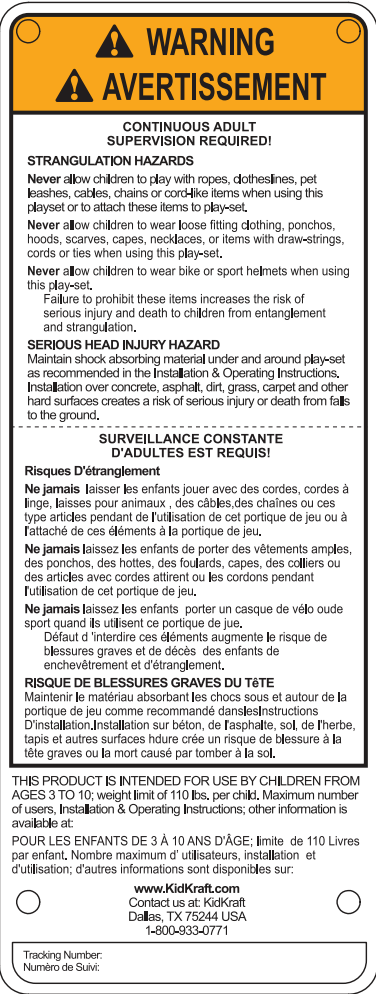 WARNING
AVERTISSEMENT
CONTINUOUS ADULT
SUPERVISION REQUIRED!
STRANGULATION HAZARDS
Never allow children to play with ropes, clotheslines, pet
leashes, cables, chains or cord-like items when using this
playset or to attach these items to play-set.
Never allow children to wear loose fitting clothing, ponchos,
hoods, scarves, capes, necklaces, or items with draw-strings,
cords or ties when using this play-set.
Never allow children to wear bike or sport helmets when using
this play-set.
Failure to prohibit these items increases the risk of
serious injury and death to children from entanglement
and strangulation.
SERIOUS HEAD INJURY HAZARD
Maintain shock absorbing material under and around play-set
as recommended in the Installation & Operating Instructions.
Installation over concrete, asphalt, dirt, grass, carpet and other
hard surfaces creates a risk of serious injury or death from falls
to the ground.
SURVEILLANCE CONSTANTE
D'ADULTES EST REQUIS!
Risques D'étranglement
Ne jamais laisser les enfants jouer avec des cordes, cordes à
linge, laisses pour animaux , des câbles,des chaînes ou ces
type articles pendant de l'utilisation de cet portique de jeu ou à
l'attaché de ces éléments à la portique de jeu.
Ne jamais laissez les enfants de porter des vêtements amples,
des ponchos, des hottes, des foulards, capes, des colliers ou
des articles avec cordes attirent ou les cordons pendant
l'utilisation de cet portique de jeu.
Ne jamais laissez les enfants porter un casque de vélo oude
sport quand ils utilisent ce portique de jue.
Défaut d 'interdire ces éléments augmente le risque de
blessures graves et de décès des enfants de
enchevêtrement et d'étranglement.
RISQUE DE BLESSURES GRAVES DU TêTE
Maintenir le matériau absorbant les chocs sous et autour de la
portique de jeu comme recommandé danslesInstructions
D'installation.Installation sur béton, de l'asphalte, sol, de l'herbe,
tapis et autres surfaces hdure crée un risque de blessure à la
tête graves ou la mort causé par tomber à la sol.
THIS PRODUCT IS INTENDED FOR USE BY CHILDREN FROM
AGES 3 TO 10; weight limit of 110 lbs. per child. Maximum number
of users, Installation & Operating Instructions; other information is
available at:
POUR LES ENFANTS DE 3 À 10 ANS D'ÂGE; limite de 110 Livres
par enfant. Nombre maximum d' utilisateurs, installation et
d'utilisation; d'autres informations sont disponibles sur:
www.KidKraft.com
Contact us at: KidKraft
Dallas, TX 75244 USA
1-800-933-0771
Tracking Number:
Numèro de Suivi: